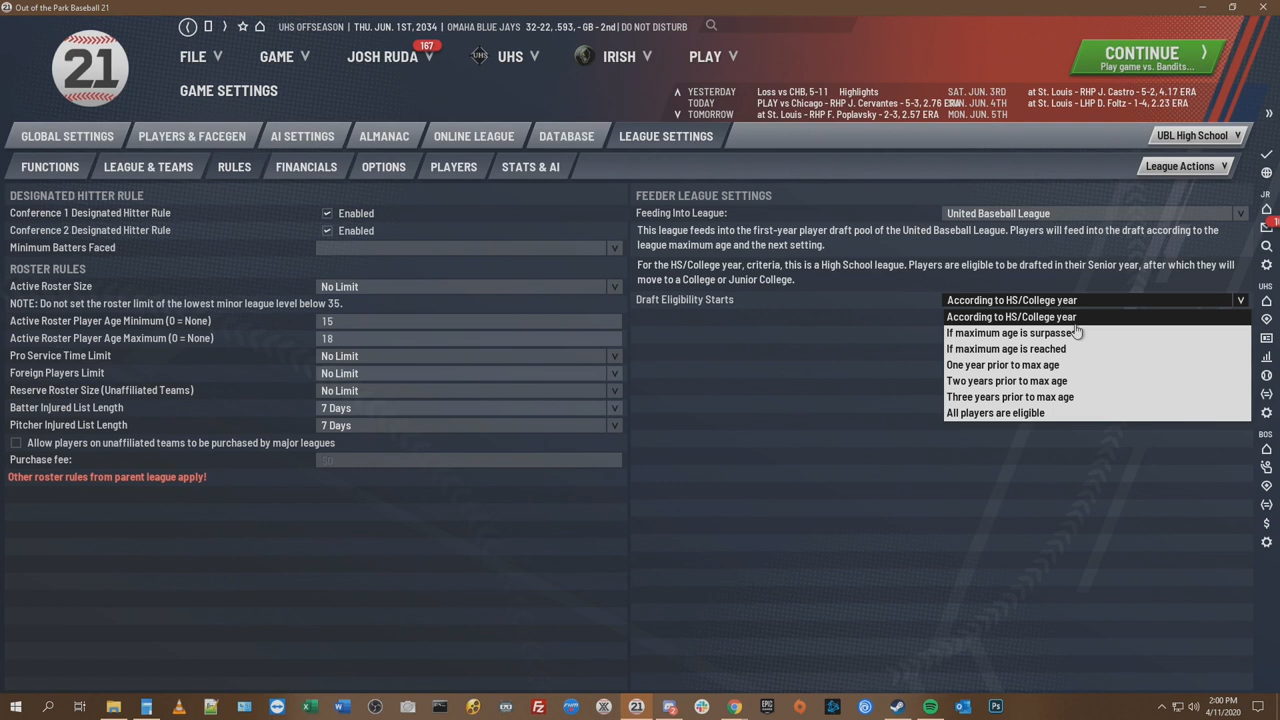 21 Out of the Park Baseball 21
UHS OFFSEASON | THU. JUN. 1ST, 2034 | OMAHA BLUE JAYS 32-22, .593, - GB - 2nd | DO NOT DISTURB
21
FILE GAME JOSH RUDA 167 UHS IRISH PLAY
CONTINUE
Play game vs. Bandits...
GAME SETTINGS
YESTERDAY Loss vs CHB, 5-11 Highlights SAT. JUN. 3RD at St. Louis - RHP J. Castro - 5-2, 4.17 ERA
TODAY PLAY vs Chicago - RHP J. Cervantes - 5-3, 2.76 SUN. JUN. 4TH at St. Louis - LHP D. Foltz - 1-4, 2.23 ERA
TOMORROW at St. Louis - RHP F. Poplavsky - 2-3, 2.57 ERA MON. JUN. 5TH
GLOBAL SETTINGS PLAYERS & FACEGEN AI SETTINGS ALMANAC ONLINE LEAGUE DATABASE LEAGUE SETTINGS UBL High School
FUNCTIONS LEAGUE & TEAMS RULES FINANCIALS OPTIONS PLAYERS STATS & AI League Actions
DESIGNATED HITTER RULE
Conference 1 Designated Hitter Rule Enabled
Conference 2 Designated Hitter Rule Enabled
Minimum Batters Faced
ROSTER RULES
Active Roster Size No Limit
NOTE: Do not set the roster limit of the lowest minor league level below 35.
Active Roster Player Age Minimum (0 = None) 15
Active Roster Player Age Maximum (0 = None) 18
Pro Service Time Limit No Limit
Foreign Players Limit No Limit
Reserve Roster Size (Unaffiliated Teams) No Limit
Batter Injured List Length 7 Days
Pitcher Injured List Length 7 Days
Allow players on unaffiliated teams to be purchased by major leagues
Purchase fee: $0
Other roster rules from parent league apply!
FEEDER LEAGUE SETTINGS
Feeding Into League: United Baseball League
This league feeds into the first-year player draft pool of the United Baseball League. Players will feed into the draft according to the
league maximum age and the next setting.
For the HS/College year, criteria, this is a High School league. Players are eligible to be drafted in their Senior year, after which they will
move to a College or Junior College.
Draft Eligibility Starts According to HS/College year
According to HS/College year
If maximum age is surpassed
If maximum age is reached
One year prior to max age
Two years prior to max age
Three years prior to max age
All players are eligible
JR
UHS
BOS
2:00 PM
4/11/2020